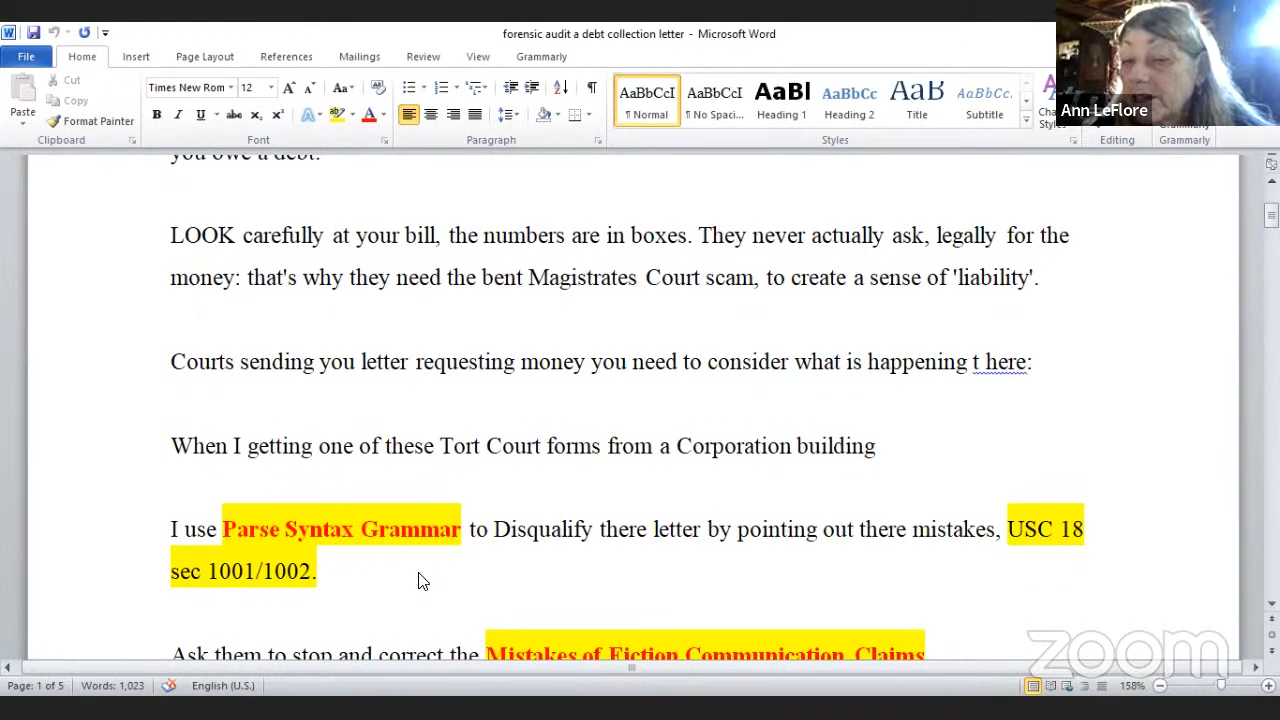 forensic audit a debt collection letter - Microsoft Word
File Home Insert Page Layout References Mailings Review View Grammarly
Paste
Cut
Copy
Format Painter
Times New Rom 12
AaBbCcI AaBbCcI AaBl AaBbCc AaB AaBbCc.
¶ Normal ¶ No Spaci... Heading 1 Heading 2 Title Subtitle
Styles
Clipboard Font Paragraph Styles Editing Grammarly
Ann LeFlore
you owe a debt.
LOOK carefully at your bill, the numbers are in boxes. They never actually ask, legally for the
money: that's why they need the bent Magistrates Court scam, to create a sense of 'liability'.
Courts sending you letter requesting money you need to consider what is happening t here:
When I getting one of these Tort Court forms from a Corporation building
I use Parse Syntax Grammar to Disqualify there letter by pointing out there mistakes, USC 18
sec 1001/1002.
Ask them to stop and correct the Mistakes of Fiction Communication Claims
zoom
Page: 1 of 5 Words: 1,023 English (U.S.) 158%